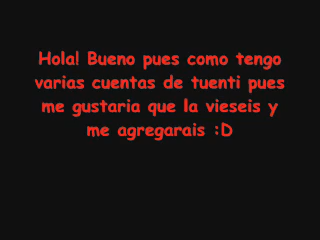 Hola! Bueno pues como tengo
varias cuentas de tuenti pues
me gustaria que la vieseis y
me agregarais :D